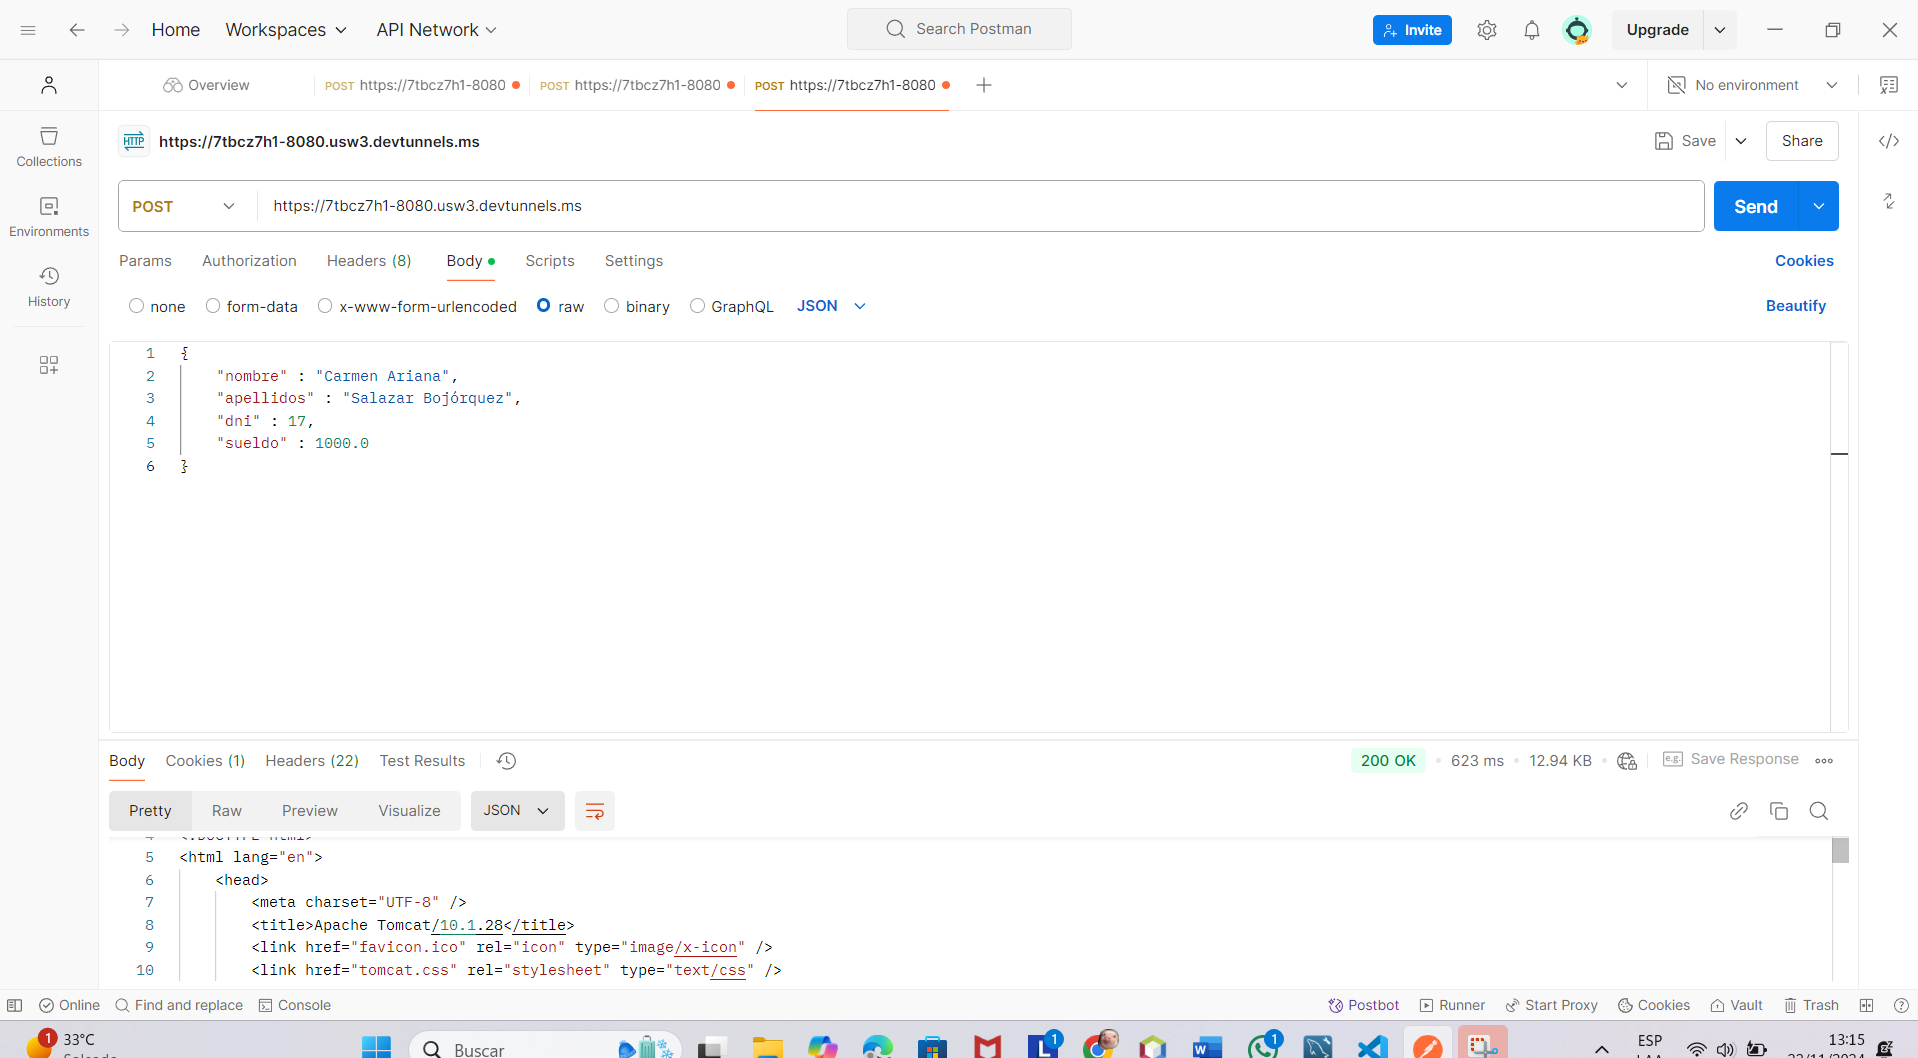 Home Workspaces API Network Search Postman Invite Upgrade
Overview POST https://7tbcz7h1-8080 POST https://7tbcz7h1-8080 POST https://7tbcz7h1-8080 No environment
HTTP https://7tbcz7h1-8080.usw3.devtunnels.ms Save Share
Collections
Environments
History
POST https://7tbcz7h1-8080.usw3.devtunnels.ms Send
Params Authorization Headers (8) Body Scripts Settings Cookies
none form-data x-www-form-urlencoded raw binary GraphQL JSON Beautify
1 {
2 "nombre" : "Carmen Ariana",
3 "apellidos" : "Salazar Bojórquez",
4 "dni" : 17,
5 "sueldo" : 1000.0
6 }
Body Cookies (1) Headers (22) Test Results 200 OK 623 ms 12.94 KB e.g. Save Response
Pretty Raw Preview Visualize JSON
4 <!DOCTYPE html>
5 <html lang="en">
6 <head>
7 <meta charset="UTF-8" />
8 <title>Apache Tomcat/10.1.28</title>
9 <link href="favicon.ico" rel="icon" type="image/x-icon" />
10 <link href="tomcat.css" rel="stylesheet" type="text/css" />
Online Find and replace Console Postbot Runner Start Proxy Cookies Vault Trash
1 33°C Buscar 1 1 ESP 13:15